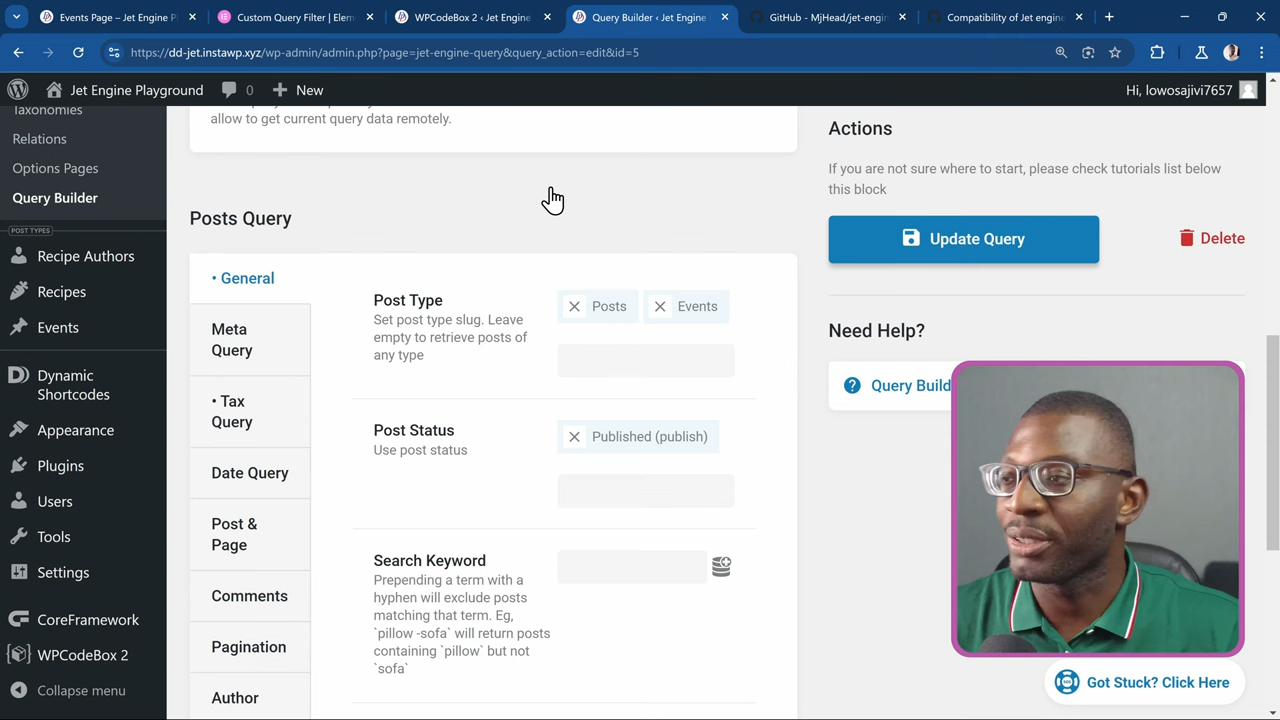 Events Page – Jet Engine P
Custom Query Filter | Elem
WPCodeBox 2 ‹ Jet Engine
Query Builder ‹ Jet Engine
GitHub - MjHead/jet-engin
Compatibility of Jet engine
https://dd-jet.instawp.xyz/wp-admin/admin.php?page=jet-engine-query&query_action=edit&id=5
Jet Engine Playground
0
New
Hi, lowosajivi7657
Taxonomies
Relations
Options Pages
Query Builder
POST TYPES
Recipe Authors
Recipes
Events
Dynamic
Shortcodes
Appearance
Plugins
Users
Tools
Settings
CoreFramework
WPCodeBox 2
Collapse menu
allow to get current query data remotely.
Posts Query
• General
Meta
Query
• Tax
Query
Date Query
Post &
Page
Comments
Pagination
Author
Post Type
Set post type slug. Leave
empty to retrieve posts of
any type
Posts
Events
Post Status
Use post status
Published (publish)
Search Keyword
Prepending a term with a
hyphen will exclude posts
matching that term. Eg,
`pillow -sofa` will return posts
containing `pillow` but not
`sofa`
Actions
If you are not sure where to start, please check tutorials list below
this block
Update Query
Delete
Need Help?
Query Build
Got Stuck? Click Here